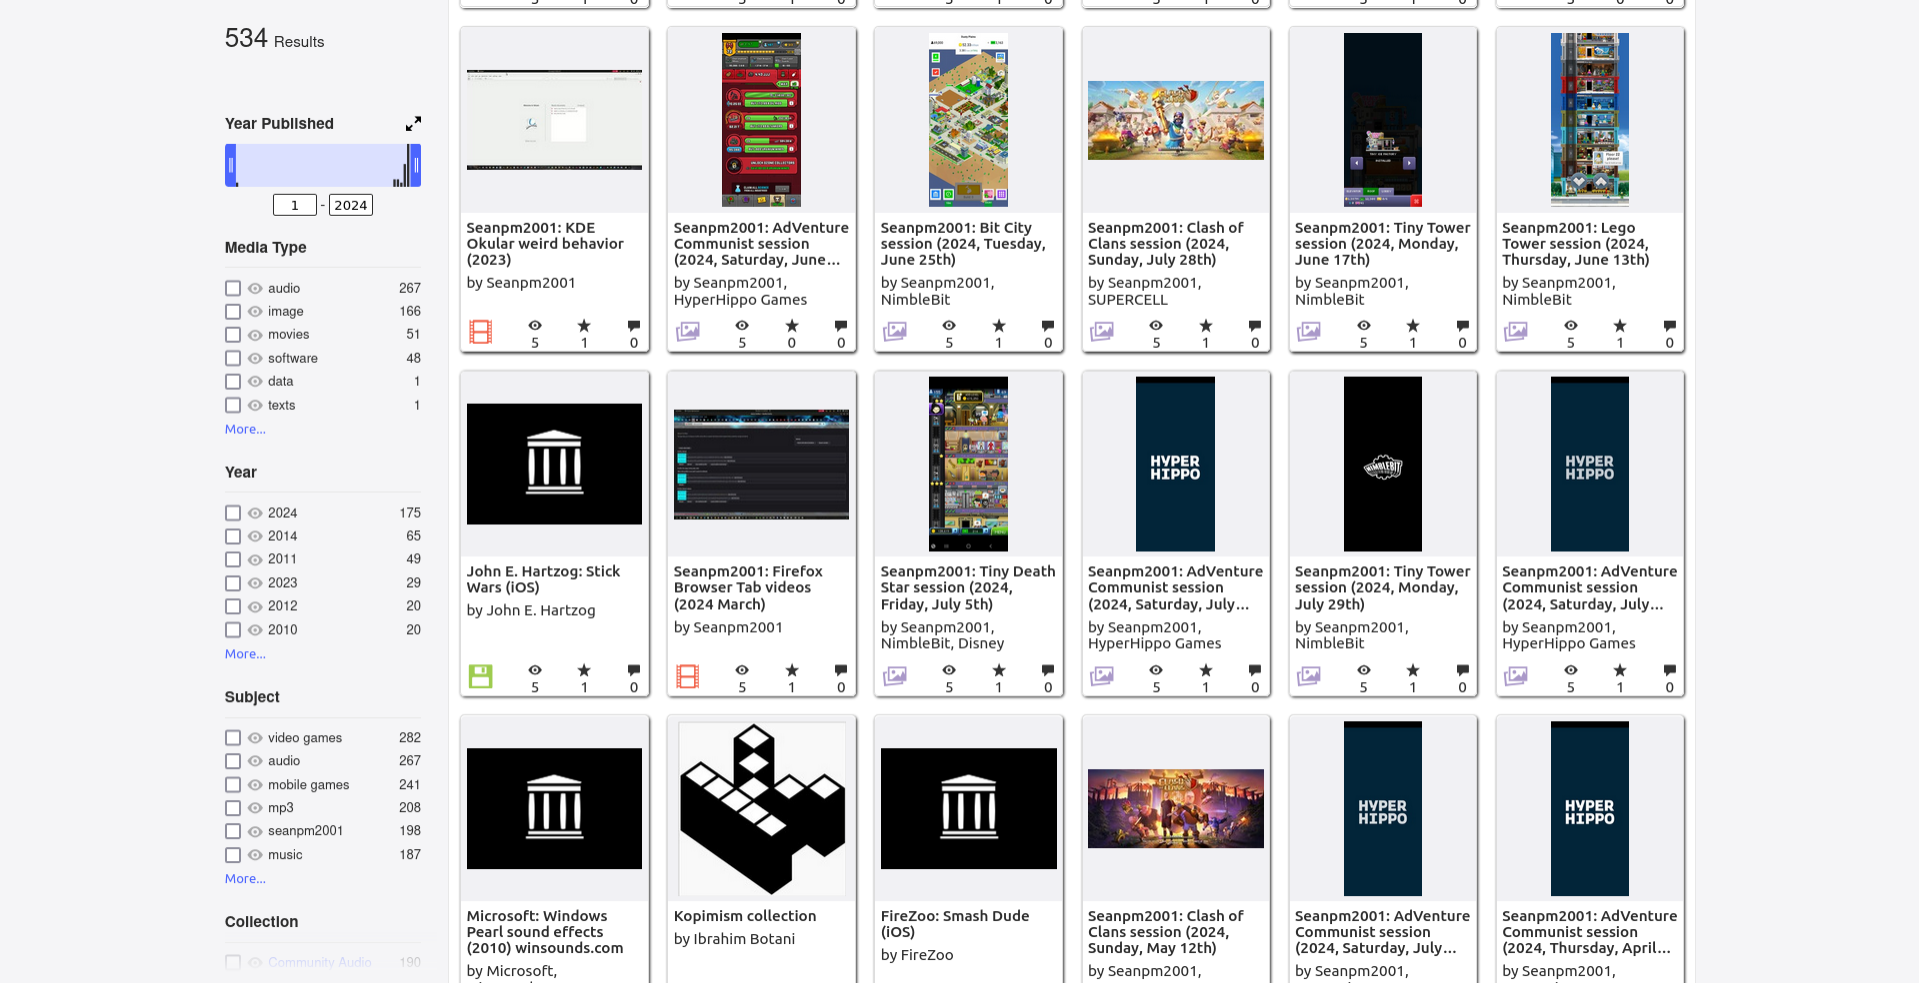 534 Results
Year Published
1 - 2024
Media Type
audio 267
image 166
movies 51
software 48
data 1
texts 1
More...
Year
2024 175
2014 65
2011 49
2023 29
2012 20
2010 20
More...
Subject
video games 282
audio 267
mobile games 241
mp3 208
seanpm2001 198
music 187
More...
Collection
Community Audio 190
Seanpm2001: KDE
Okular weird behavior
(2023)
by Seanpm2001
5 1 0
Seanpm2001: AdVenture
Communist session
(2024, Saturday, June...
by Seanpm2001,
HyperHippo Games
5 0 0
Seanpm2001: Bit City
session (2024, Tuesday,
June 25th)
by Seanpm2001,
NimbleBit
5 1 0
Seanpm2001: Clash of
Clans session (2024,
Sunday, July 28th)
by Seanpm2001,
SUPERCELL
5 1 0
Seanpm2001: Tiny Tower
session (2024, Monday,
June 17th)
by Seanpm2001,
NimbleBit
5 1 0
Seanpm2001: Lego
Tower session (2024,
Thursday, June 13th)
by Seanpm2001,
NimbleBit
5 1 0
John E. Hartzog: Stick
Wars (iOS)
by John E. Hartzog
5 1 0
Seanpm2001: Firefox
Browser Tab videos
(2024 March)
by Seanpm2001
5 1 0
Seanpm2001: Tiny Death
Star session (2024,
Friday, July 5th)
by Seanpm2001,
NimbleBit, Disney
5 1 0
HYPER
HIPPO
Seanpm2001: AdVenture
Communist session
(2024, Saturday, July...
by Seanpm2001,
HyperHippo Games
5 1 0
NIMBLEBIT
Seanpm2001: Tiny Tower
session (2024, Monday,
July 29th)
by Seanpm2001,
NimbleBit
5 1 0
HYPER
HIPPO
Seanpm2001: AdVenture
Communist session
(2024, Saturday, July...
by Seanpm2001,
HyperHippo Games
5 1 0
Microsoft: Windows
Pearl sound effects
(2010) winsounds.com
by Microsoft,
Kopimism collection
by Ibrahim Botani
FireZoo: Smash Dude
(iOS)
by FireZoo
Seanpm2001: Clash of
Clans session (2024,
Sunday, May 12th)
by Seanpm2001,
HYPER
HIPPO
Seanpm2001: AdVenture
Communist session
(2024, Saturday, July...
by Seanpm2001,
HYPER
HIPPO
Seanpm2001: AdVenture
Communist session
(2024, Thursday, April...
by Seanpm2001,